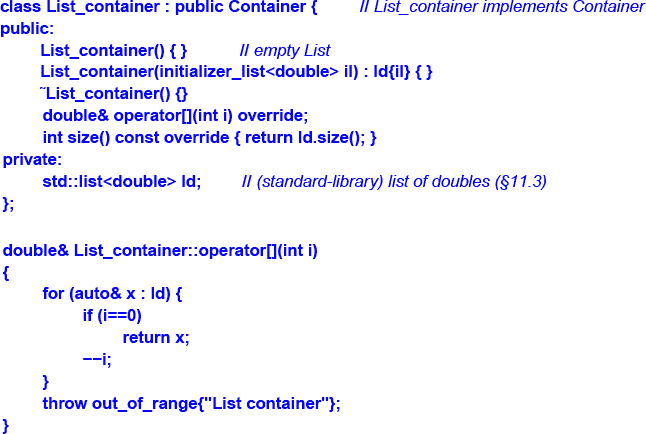 class List_container : public Container { // List_container implements Container
public:
List_container() { } // empty List
List_container(initializer_list<double> il) : ld{il} { }
~List_container() {}
double& operator[](int i) override;
int size() const override { return ld.size(); }
private:
std::list<double> ld; // (standard-library) list of doubles (§11.3)
};
double& List_container::operator[](int i)
{
for (auto& x : ld) {
if (i==0)
return x;
−−i;
}
throw out_of_range{"List container"};
}